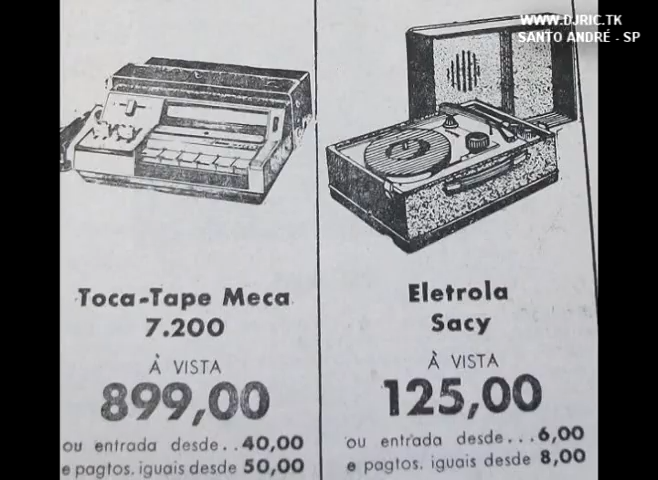 WWW.DJRIC.TK
SANTO ANDRÉ - SP
Toca-Tape Meca
7.200
À VISTA
899,00
ou entrada desde..40,00
e pagtos. iguais desde 50,00
Eletrola
Sacy
À VISTA
125,00
ou entrada desde...6,00
e pagtos. iguais desde 8,00